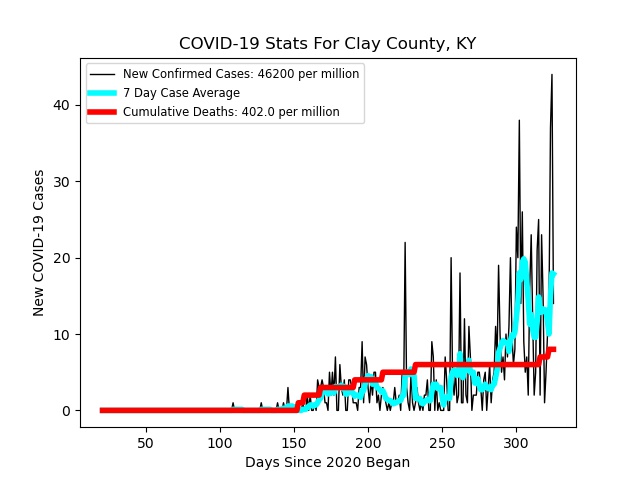 COVID-19 Stats For Clay County, KY
New Confirmed Cases: 46200 per million
7 Day Case Average
Cumulative Deaths: 402.0 per million
New COVID-19 Cases
40
30
20
10
0
50 100 150 200 250 300
Days Since 2020 Began